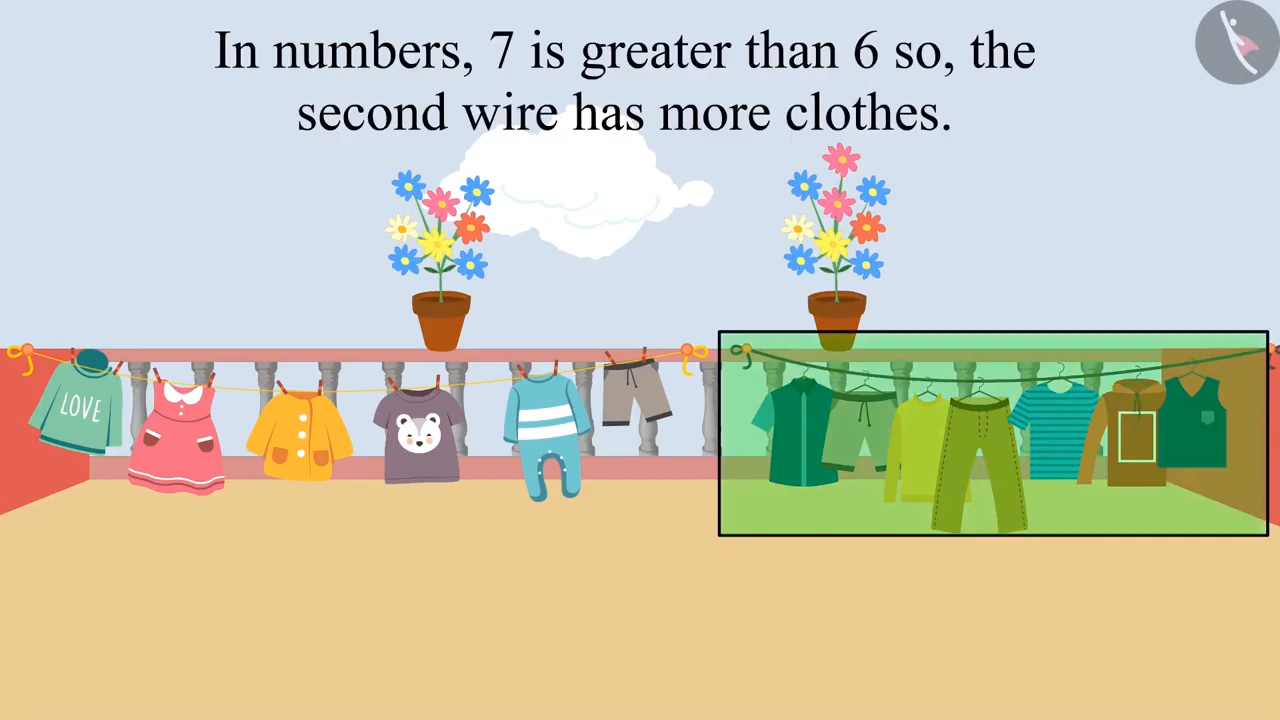 In numbers, 7 is greater than 6 so, the
second wire has more clothes.
LOVE